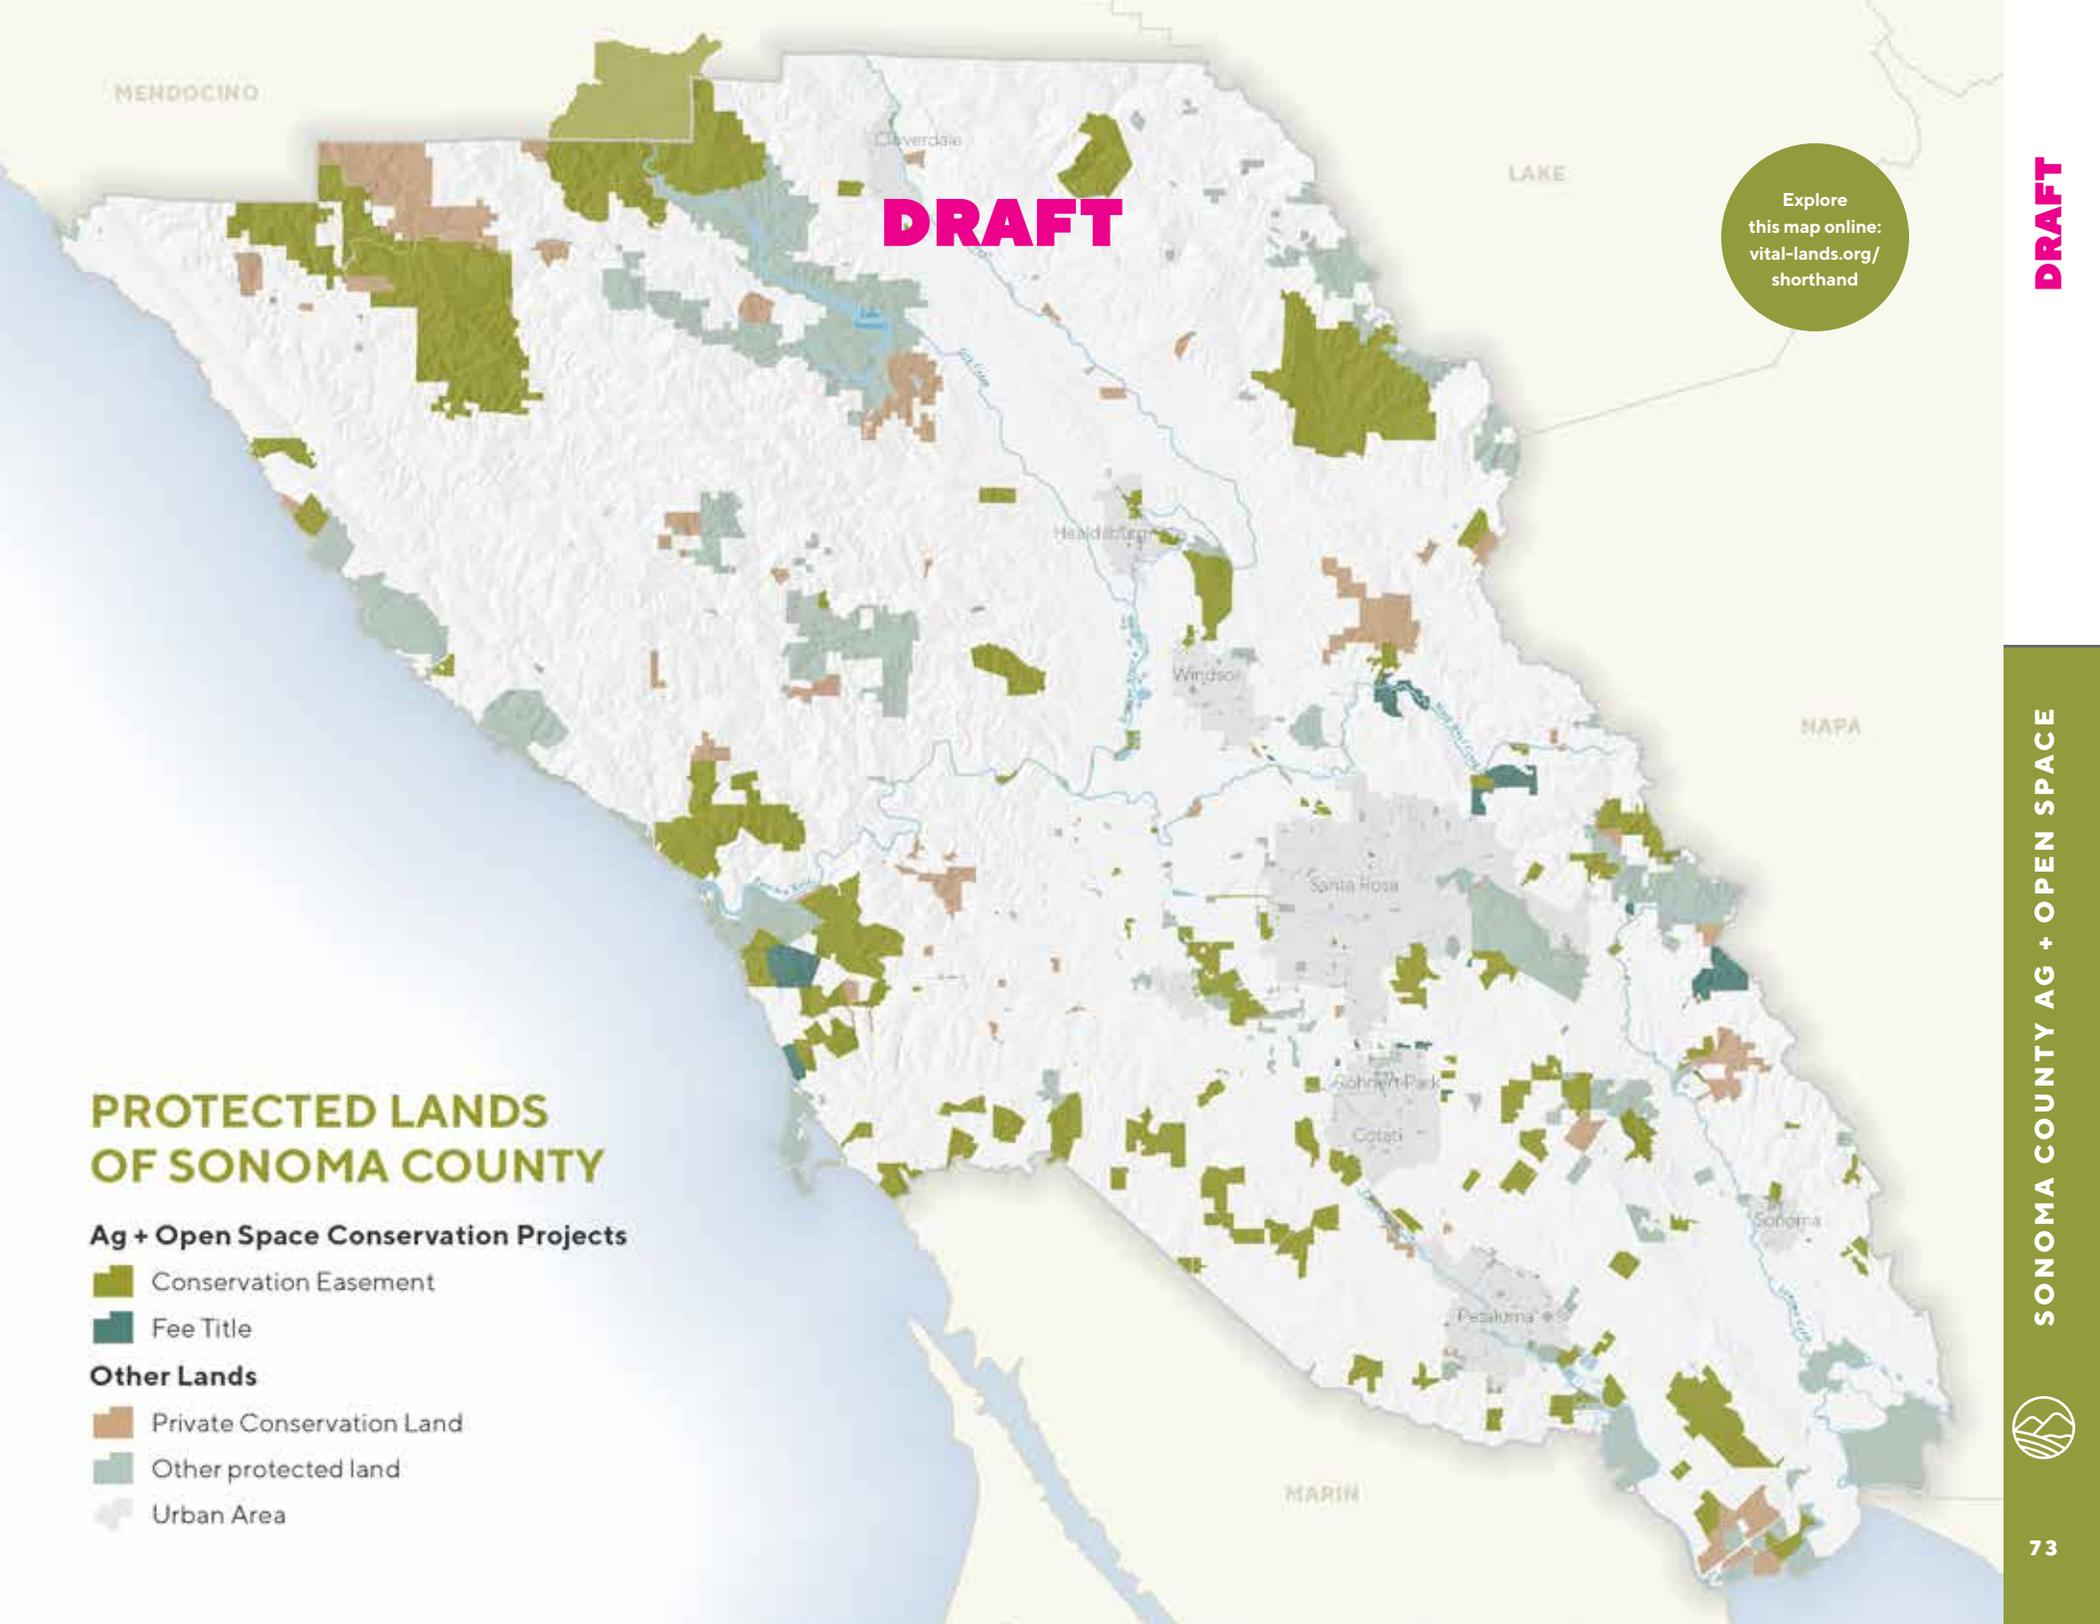 MENDOCINO
LAKE
Cloverdale
DRAFT
Explore
this map online:
vital-lands.org/
shorthand
DRAFT
Lake
Healdsburg
Windsor
NAPA
Santa Rosa
Rohnert Park
Cotati
Sonoma
Petaluma
MARIN
PROTECTED LANDS
OF SONOMA COUNTY
Ag + Open Space Conservation Projects
Conservation Easement
Fee Title
Other Lands
Private Conservation Land
Other protected land
Urban Area
SONOMA COUNTY AG + OPEN SPACE
73